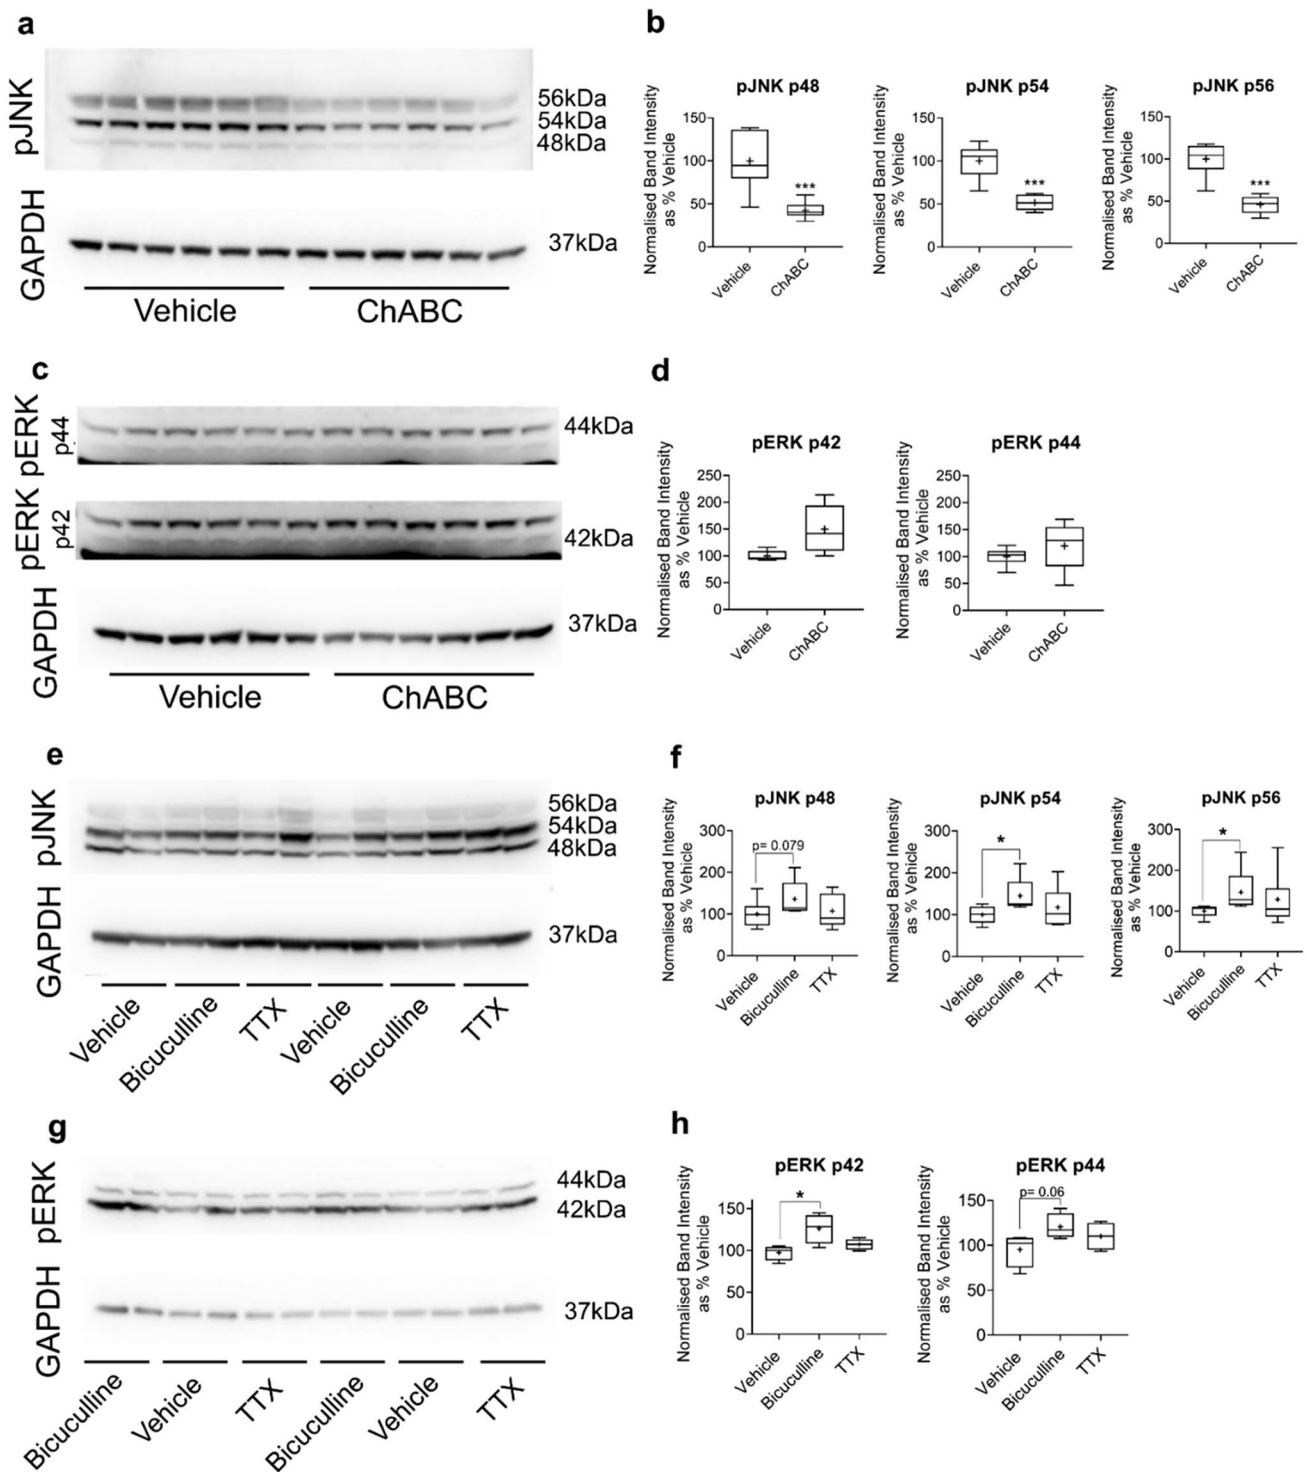 a
pJNK
56kDa
54kDa
48kDa
GAPDH
37kDa
Vehicle
ChABC
b
pJNK p48
Normalised Band Intensity
as % Vehicle
150
100
50
0
***
Vehicle
ChABC
pJNK p54
Normalised Band Intensity
as % Vehicle
150
100
50
0
***
Vehicle
ChABC
pJNK p56
Normalised Band Intensity
as % Vehicle
150
100
50
0
***
Vehicle
ChABC
c
pERK
p44
44kDa
pERK
p42
42kDa
GAPDH
37kDa
Vehicle
ChABC
d
pERK p42
Normalised Band Intensity
as % Vehicle
250
200
150
100
50
0
Vehicle
ChABC
pERK p44
Normalised Band Intensity
as % Vehicle
250
200
150
100
50
0
Vehicle
ChABC
e
pJNK
56kDa
54kDa
48kDa
GAPDH
37kDa
Vehicle
Bicuculline
TTX
Vehicle
Bicuculline
TTX
f
pJNK p48
Normalised Band Intensity
as % Vehicle
300
200
100
0
p= 0.079
Vehicle
Bicuculline
TTX
pJNK p54
Normalised Band Intensity
as % Vehicle
300
200
100
0
*
Vehicle
Bicuculline
TTX
pJNK p56
Normalised Band Intensity
as % Vehicle
300
200
100
0
*
Vehicle
Bicuculline
TTX
g
pERK
44kDa
42kDa
GAPDH
37kDa
Bicuculline
Vehicle
TTX
Bicuculline
Vehicle
TTX
h
pERK p42
Normalised Band Intensity
as % Vehicle
150
100
50
0
*
Vehicle
Bicuculline
TTX
pERK p44
Normalised Band Intensity
as % Vehicle
150
100
50
0
p= 0.06
Vehicle
Bicuculline
TTX